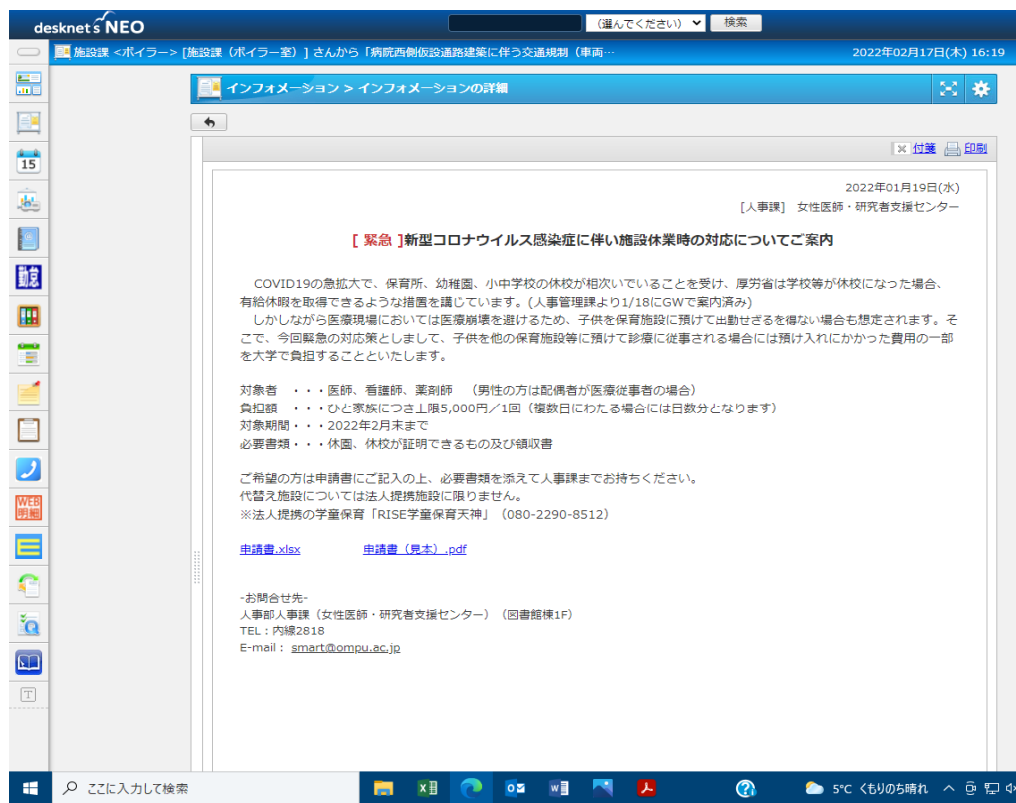 desknet's NEO
（選んでください）
検索
施設課 <ボイラー> [施設課（ボイラー室）] さんから「病院西側仮設通路建築に伴う交通規制（車両…
2022年02月17日(木) 16:19
インフォメーション > インフォメーションの詳細
付箋 印刷
2022年01月19日(水)
[人事課] 女性医師・研究者支援センター
[ 緊急 ]新型コロナウイルス感染症に伴い施設休業時の対応についてご案内
COVID19の急拡大で、保育所、幼稚園、小中学校の休校が相次いでいることを受け、厚労省は学校等が休校になった場合、
有給休暇を取得できるような措置を講じています。(人事管理課より1/18にGWで案内済み)
しかしながら医療現場においては医療崩壊を避けるため、子供を保育施設に預けて出勤せざるを得ない場合も想定されます。そ
こで、今回緊急の対応策としまして、子供を他の保育施設等に預けて診療に従事される場合には預け入れにかかった費用の一部
を大学で負担することといたします。
対象者 ・・・医師、看護師、薬剤師 （男性の方は配偶者が医療従事者の場合）
負担額 ・・・ひと家族につき上限5,000円／1回（複数日にわたる場合には日数分となります）
対象期間・・・2022年2月末まで
必要書類・・・休園、休校が証明できるもの及び領収書
ご希望の方は申請書にご記入の上、必要書類を添えて人事課までお持ちください。
代替え施設については法人提携施設に限りません。
※法人提携の学童保育「RISE学童保育天神」（080-2290-8512）
申請書.xlsx 申請書（見本）.pdf
-お問合せ先-
人事部人事課（女性医師・研究者支援センター）（図書館棟1F）
TEL：内線2818
E-mail： smart@ompu.ac.jp
15
勤怠
WEB
明細
T
ここに入力して検索
5°C くもりのち晴れ